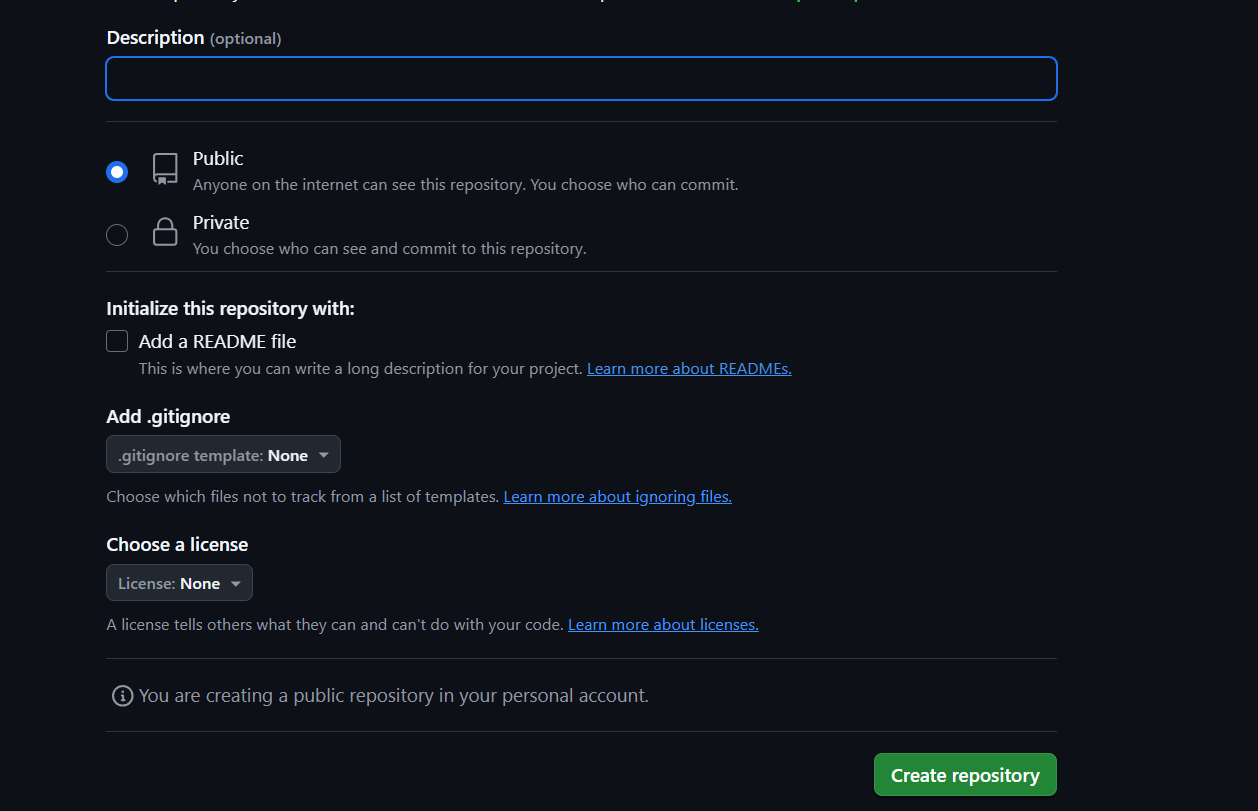 Description (optional)
Public
Anyone on the internet can see this repository. You choose who can commit.
Private
You choose who can see and commit to this repository.
Initialize this repository with:
Add a README file
This is where you can write a long description for your project. Learn more about READMEs.
Add .gitignore
.gitignore template: None
Choose which files not to track from a list of templates. Learn more about ignoring files.
Choose a license
License: None
A license tells others what they can and can't do with your code. Learn more about licenses.
You are creating a public repository in your personal account.
Create repository